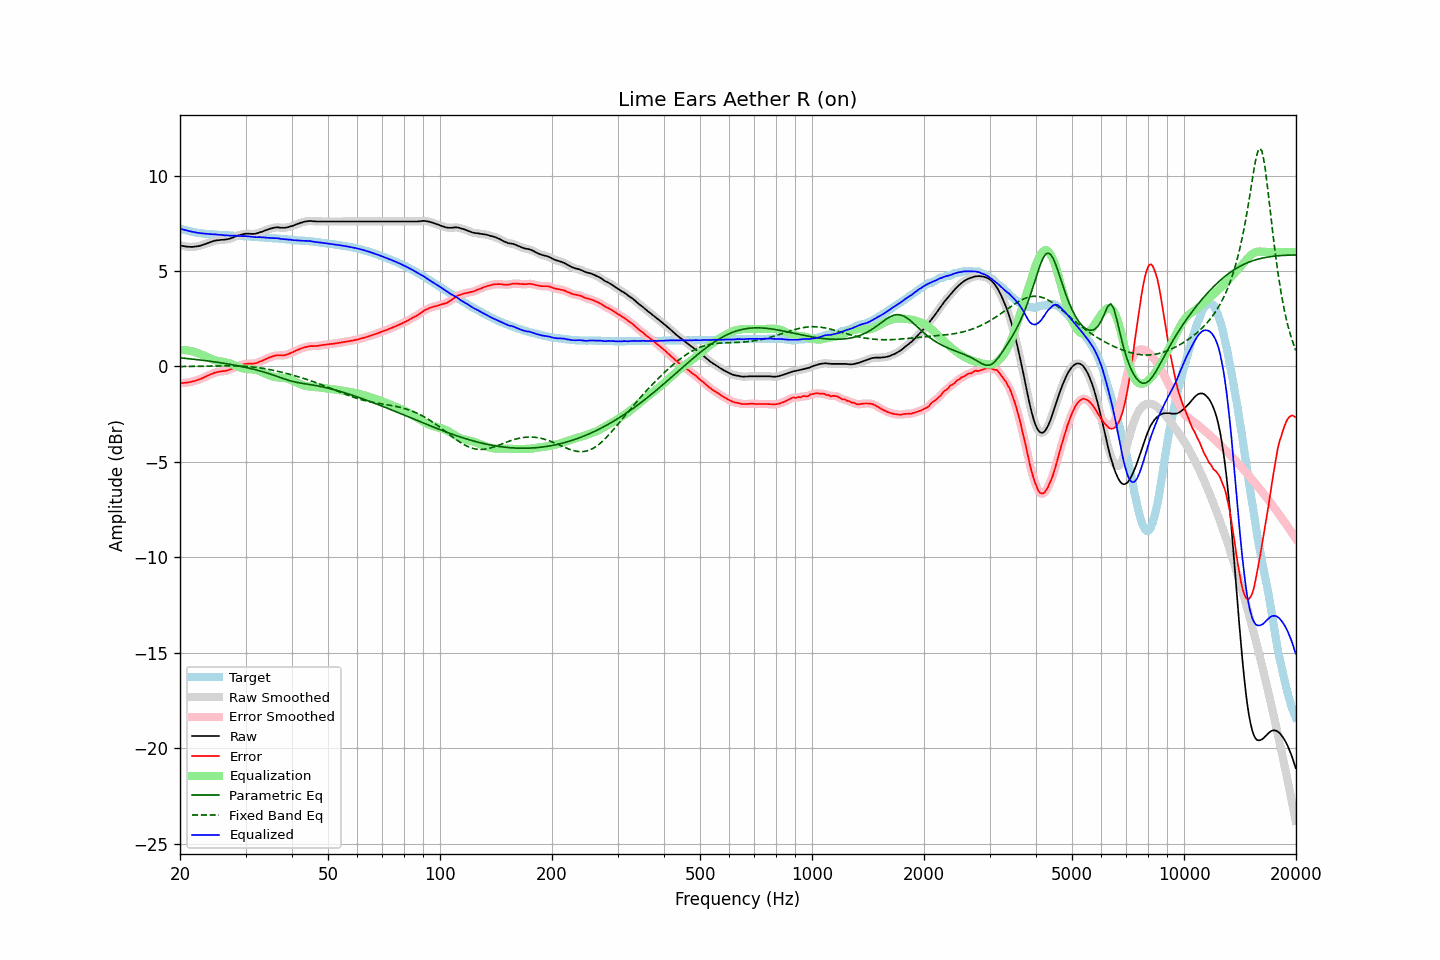 Lime Ears Aether R (on)
Amplitude (dBr)
10
5
0
−5
−10
−15
−20
−25
Target
Raw Smoothed
Error Smoothed
Raw
Error
Equalization
Parametric Eq
Fixed Band Eq
Equalized
20 50 100 200 500 1000 2000 5000 10000 20000
Frequency (Hz)